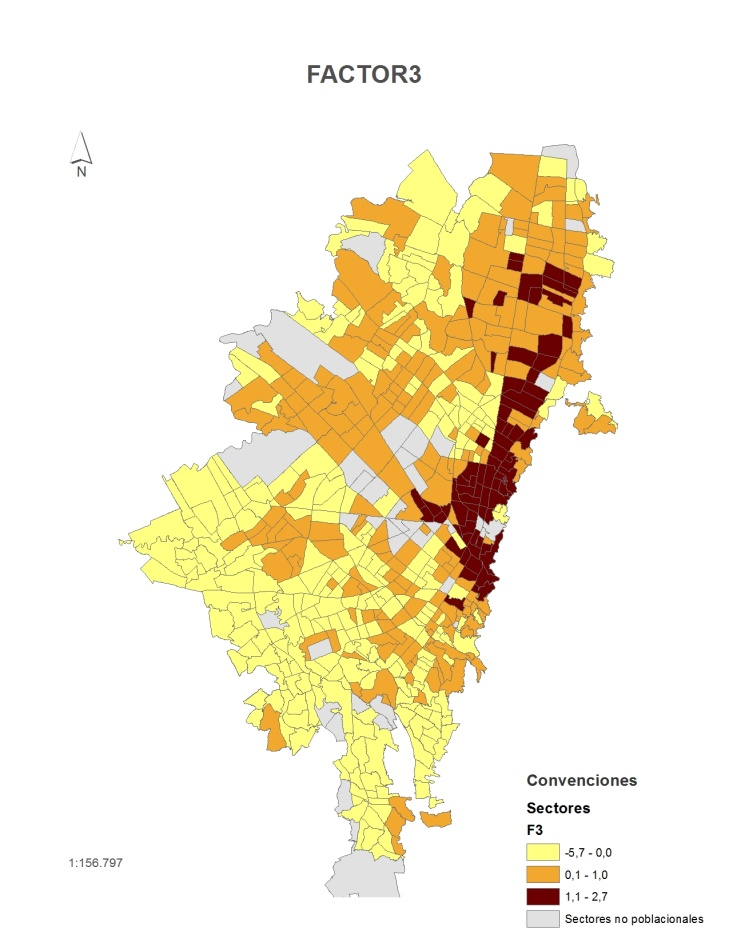 FACTOR3
N
Convenciones
Sectores
F3
-5,7 - 0,0
0,1 - 1,0
1,1 - 2,7
Sectores no poblacionales
1:156.797